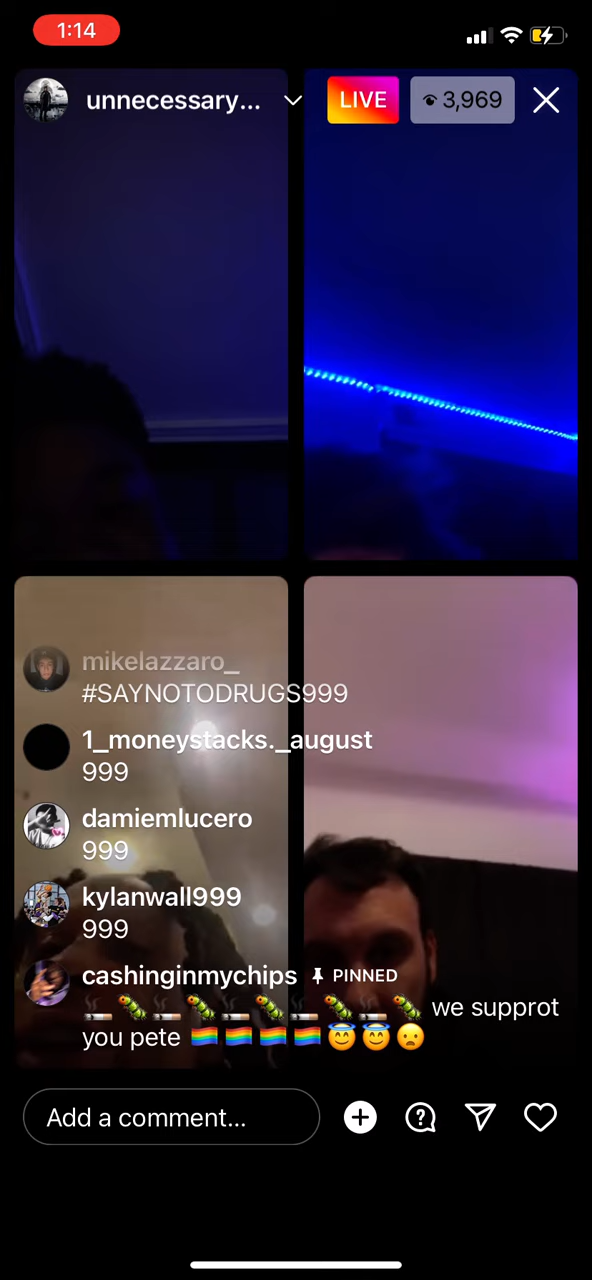 1:14
unnecessary...
LIVE
3,969
mikelazzaro_
#SAYNOTODRUGS999
1_moneystacks._august
999
damiemlucero
999
kylanwall999
999
cashinginmychips PINNED
🚬🐛🚬🐛🚬🐛🚬🐛🚬🐛 we supprot
you pete 🏳️‍🌈🏳️‍🌈🏳️‍🌈🏳️‍🌈😇😇😦
Add a comment...